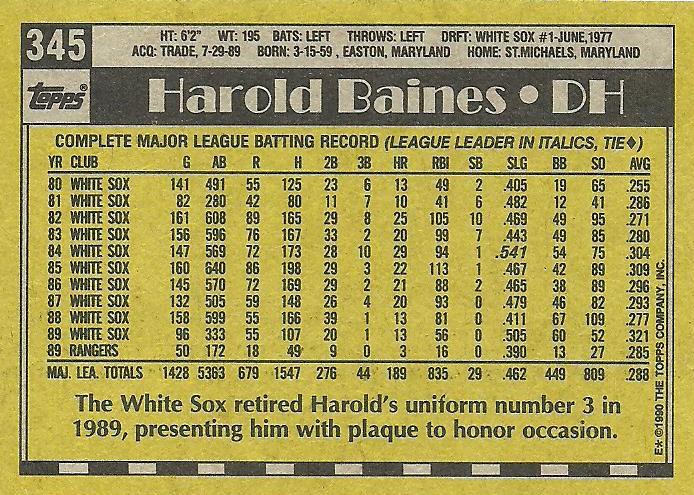 345
HT: 6'2" WT: 195 BATS: LEFT THROWS: LEFT DRFT: WHITE SOX #1-JUNE,1977
ACQ: TRADE, 7-29-89 BORN: 3-15-59 , EASTON, MARYLAND HOME: ST.MICHAELS, MARYLAND
Topps®
Harold Baines • DH
COMPLETE MAJOR LEAGUE BATTING RECORD (LEAGUE LEADER IN ITALICS, TIE♦)
YR CLUB G AB R H 2B 3B HR RBI SB SLG BB SO AVG
80 WHITE SOX 141 491 55 125 23 6 13 49 2 .405 19 65 .255
81 WHITE SOX 82 280 42 80 11 7 10 41 6 .482 12 41 .286
82 WHITE SOX 161 608 89 165 29 8 25 105 10 .469 49 95 .271
83 WHITE SOX 156 596 76 167 33 2 20 99 7 .443 49 85 .280
84 WHITE SOX 147 569 72 173 28 10 29 94 1 .541 54 75 .304
85 WHITE SOX 160 640 86 198 29 3 22 113 1 .467 42 89 .309
86 WHITE SOX 145 570 72 169 29 2 21 88 2 .465 38 89 .296
87 WHITE SOX 132 505 59 148 26 4 20 93 0 .479 46 82 .293
88 WHITE SOX 158 599 55 166 39 1 13 81 0 .411 67 109 .277
89 WHITE SOX 96 333 55 107 20 1 13 56 0 .505 60 52 .321
89 RANGERS 50 172 18 49 9 0 3 16 0 .390 13 27 .285
MAJ. LEA. TOTALS 1428 5363 679 1547 276 44 189 835 29 .462 449 809 .288
The White Sox retired Harold's uniform number 3 in
1989, presenting him with plaque to honor occasion.
E* ©1990 THE TOPPS COMPANY, INC.